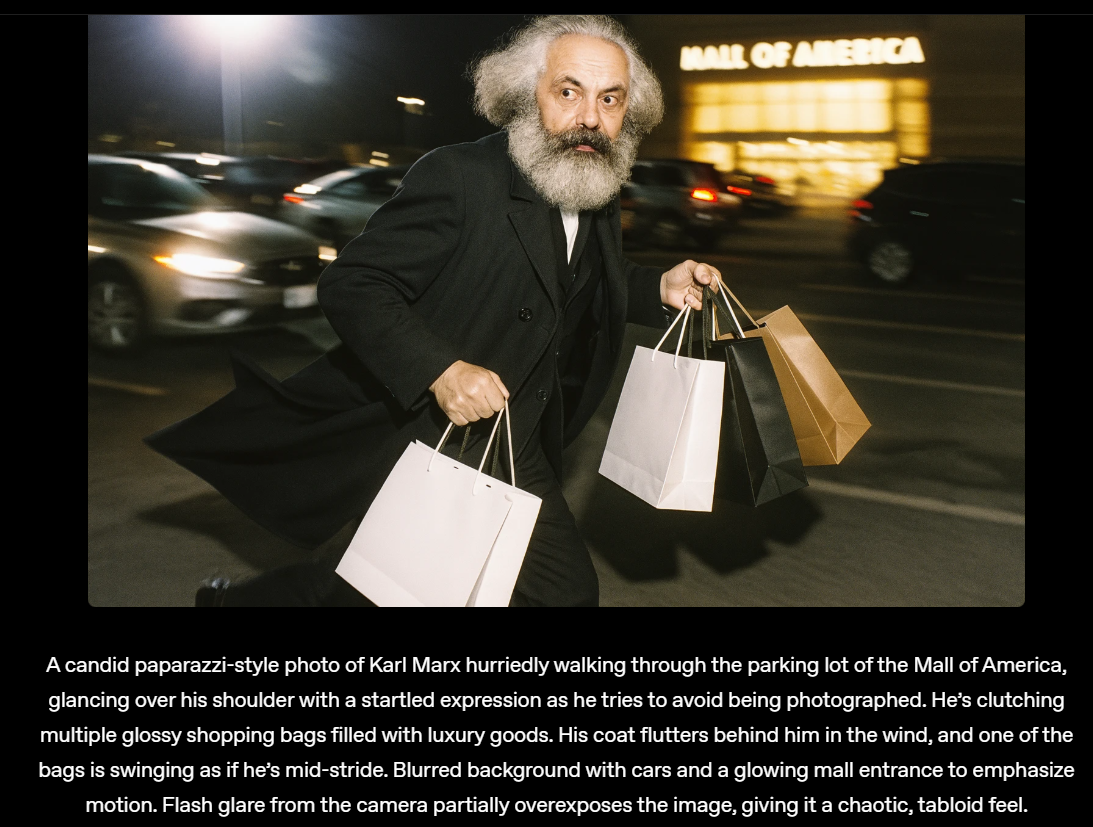 MALL OF AMERICA
A candid paparazzi-style photo of Karl Marx hurriedly walking through the parking lot of the Mall of America,
glancing over his shoulder with a startled expression as he tries to avoid being photographed. He’s clutching
multiple glossy shopping bags filled with luxury goods. His coat flutters behind him in the wind, and one of the
bags is swinging as if he’s mid-stride. Blurred background with cars and a glowing mall entrance to emphasize
motion. Flash glare from the camera partially overexposes the image, giving it a chaotic, tabloid feel.